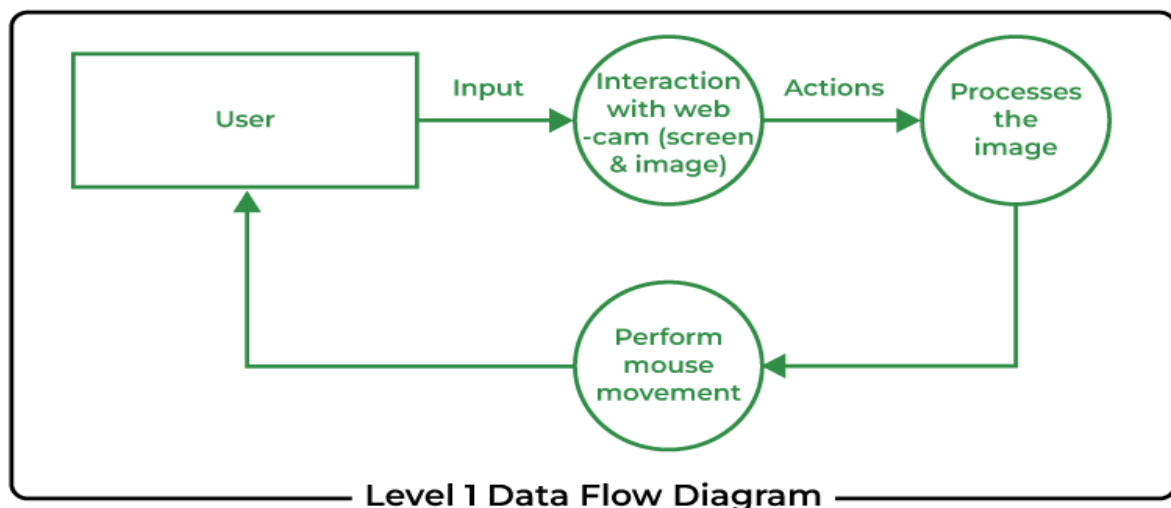 User
Input
Interaction
with web
-cam (screen
& image)
Actions
Processes
the
image
Perform
mouse
movement
Level 1 Data Flow Diagram